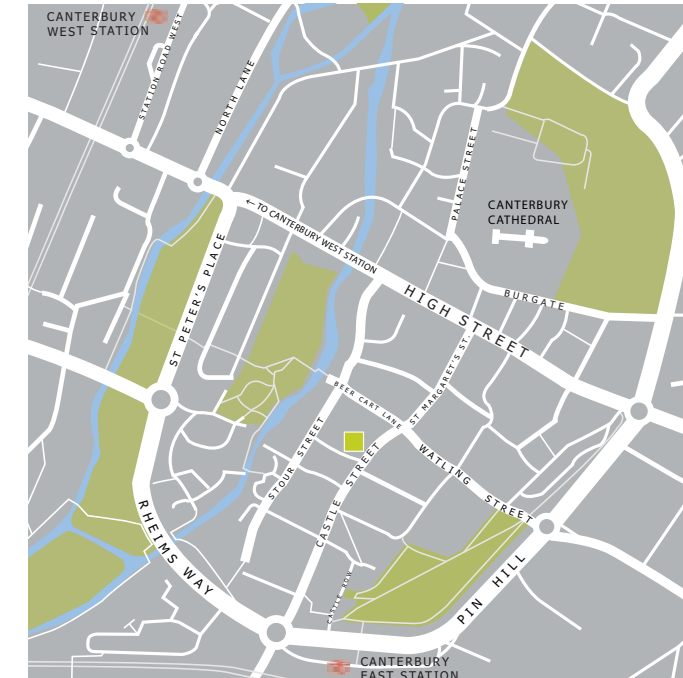 CANTERBURY
WEST STATION
STATION ROAD WEST
NORTH LANE
PALACE STREET
CANTERBURY
CATHEDRAL
← TO CANTERBURY WEST STATION
ST PETER'S PLACE
HIGH STREET
BURGATE
BEER CART LANE
ST MARGARET'S ST.
STOUR STREET
CASTLE STREET
WATLING STREET
RHEIMS WAY
CASTLE ROW
PIN HILL
CANTERBURY
EAST STATION